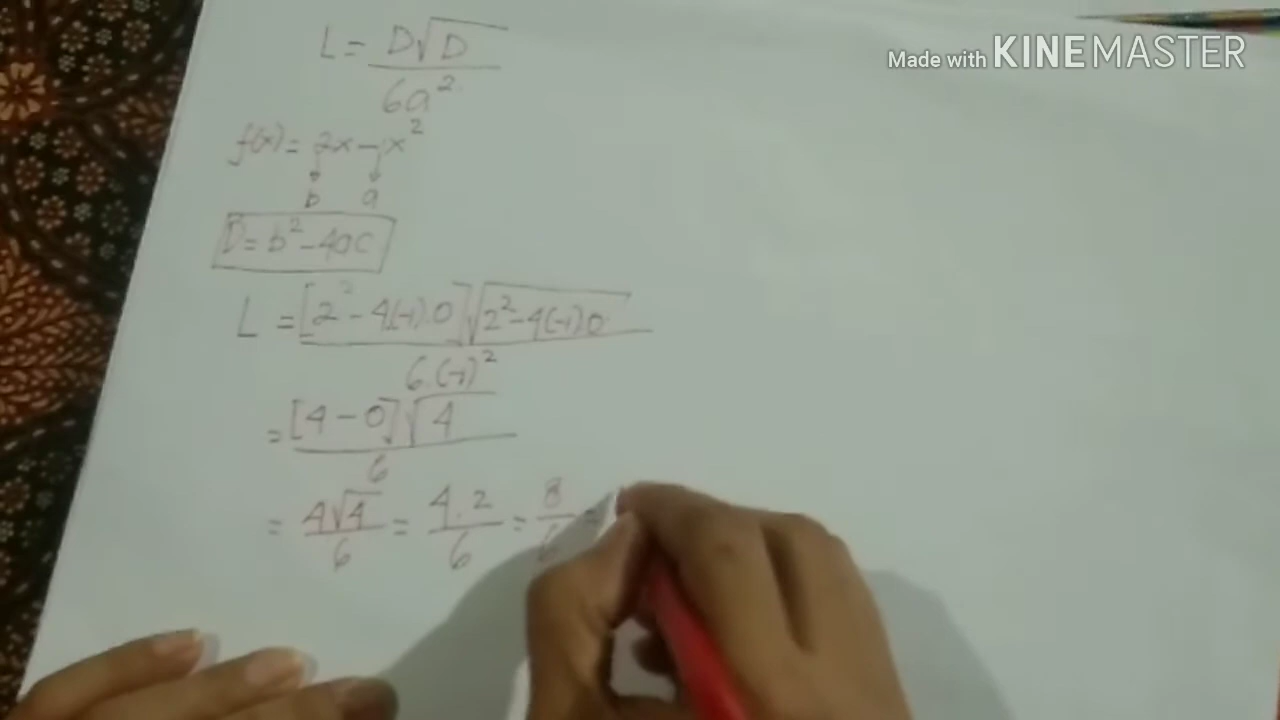 Made with KINEMASTER
L = D√D / 6a²
f(x) = 2x - x²
b a
D = b² - 4ac
L = [2² - 4(-1).0] √2² - 4(-1)0 / 6.(-1)²
= [4 - 0] √4 / 6
= 4√4 / 6 = 4.2 / 6 = 8 / 6 =